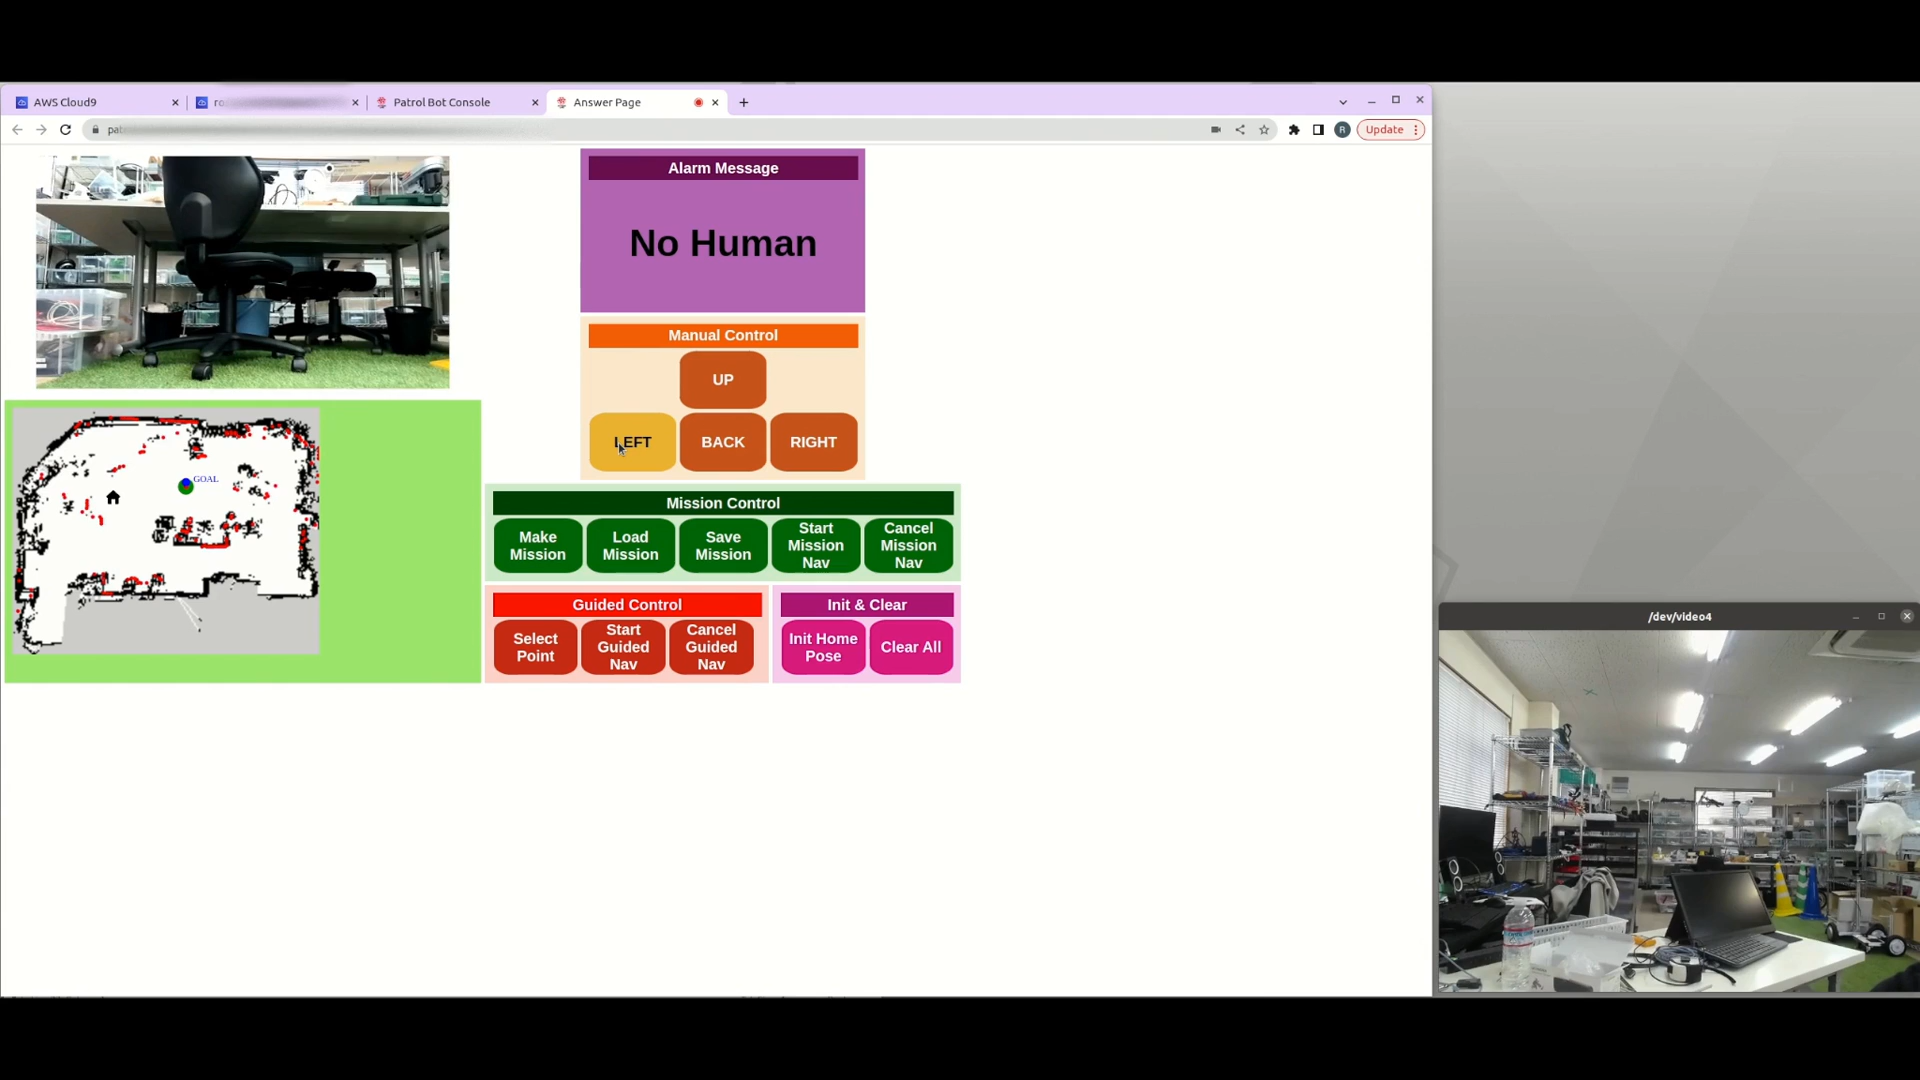 AWS Cloud9
ro
Patrol Bot Console
Answer Page
pat
R
Update
Alarm Message
No Human
Manual Control
UP
LEFT
BACK
RIGHT
GOAL
Mission Control
Make
Mission
Load
Mission
Save
Mission
Start
Mission
Nav
Cancel
Mission
Nav
Guided Control
Select
Point
Start
Guided
Nav
Cancel
Guided
Nav
Init & Clear
Init Home
Pose
Clear All
/dev/video4